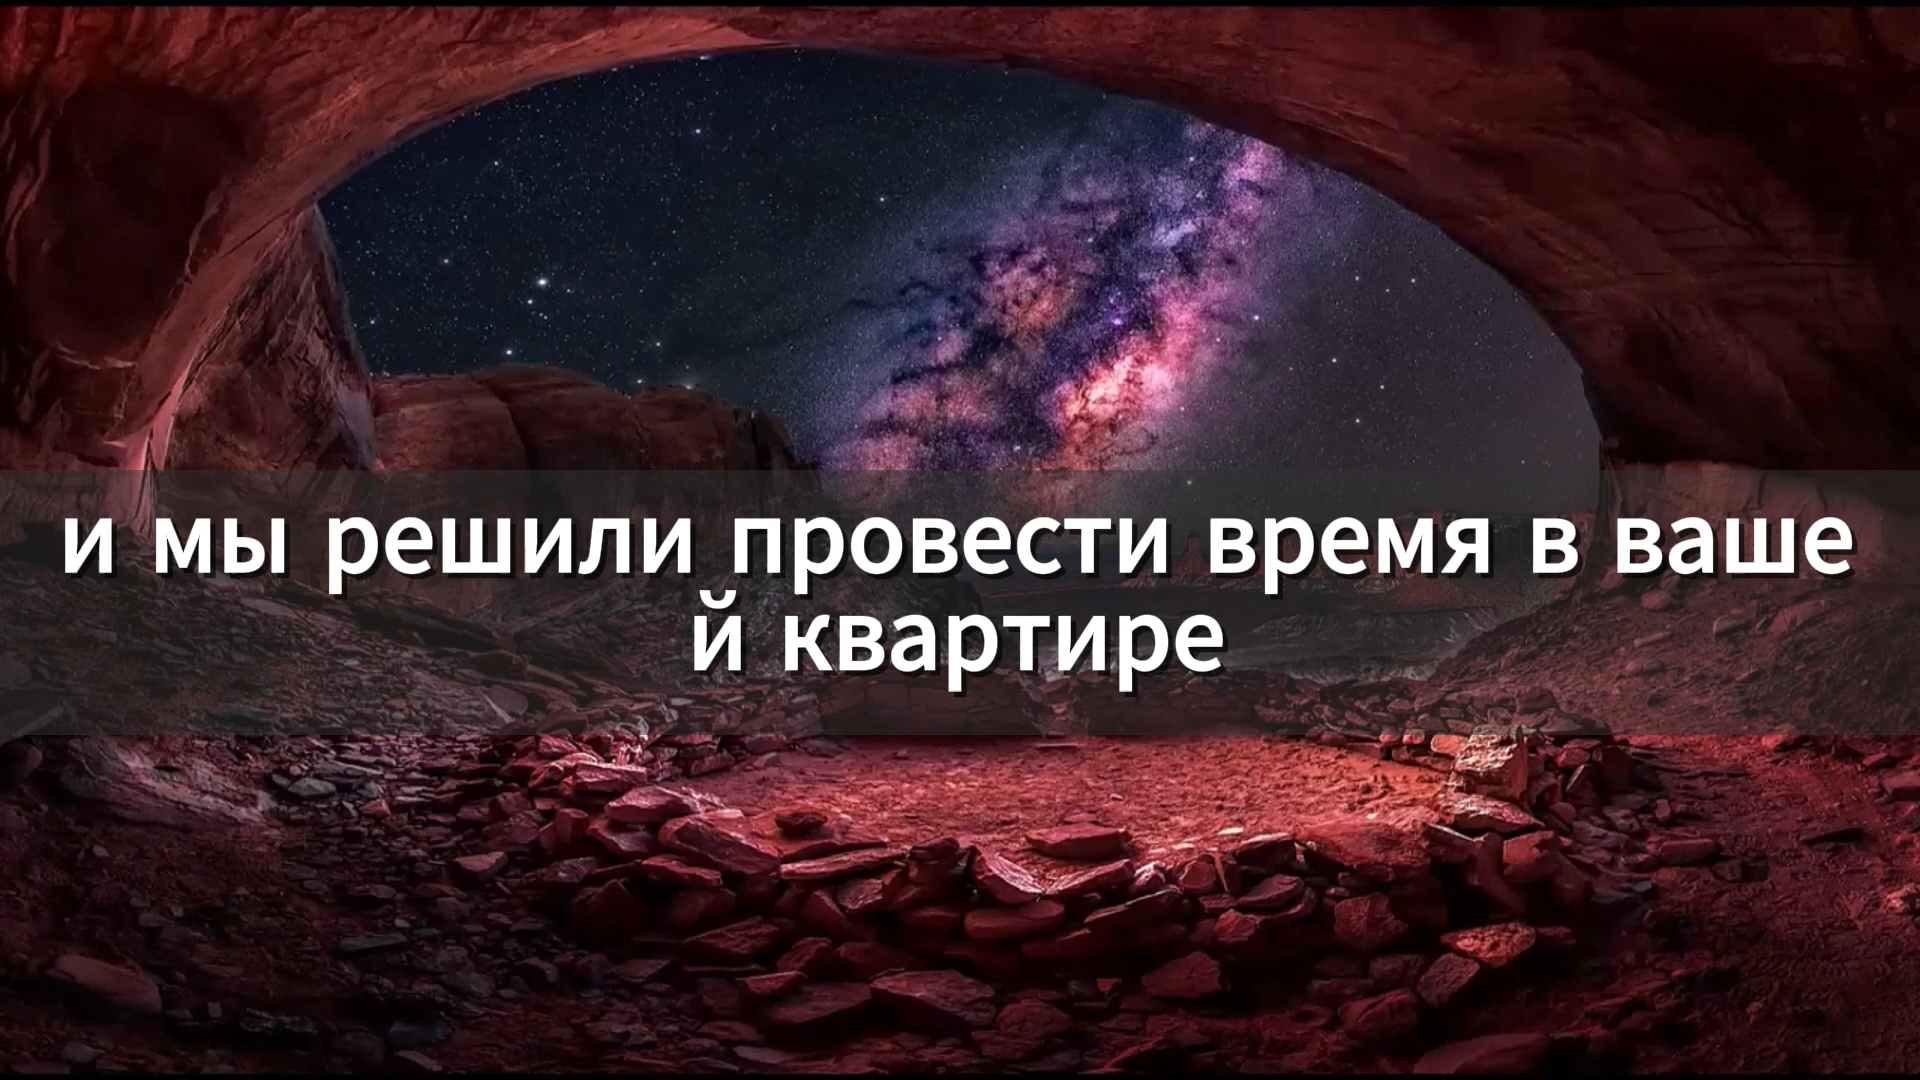 и мы решили провести время в ваше
й квартире